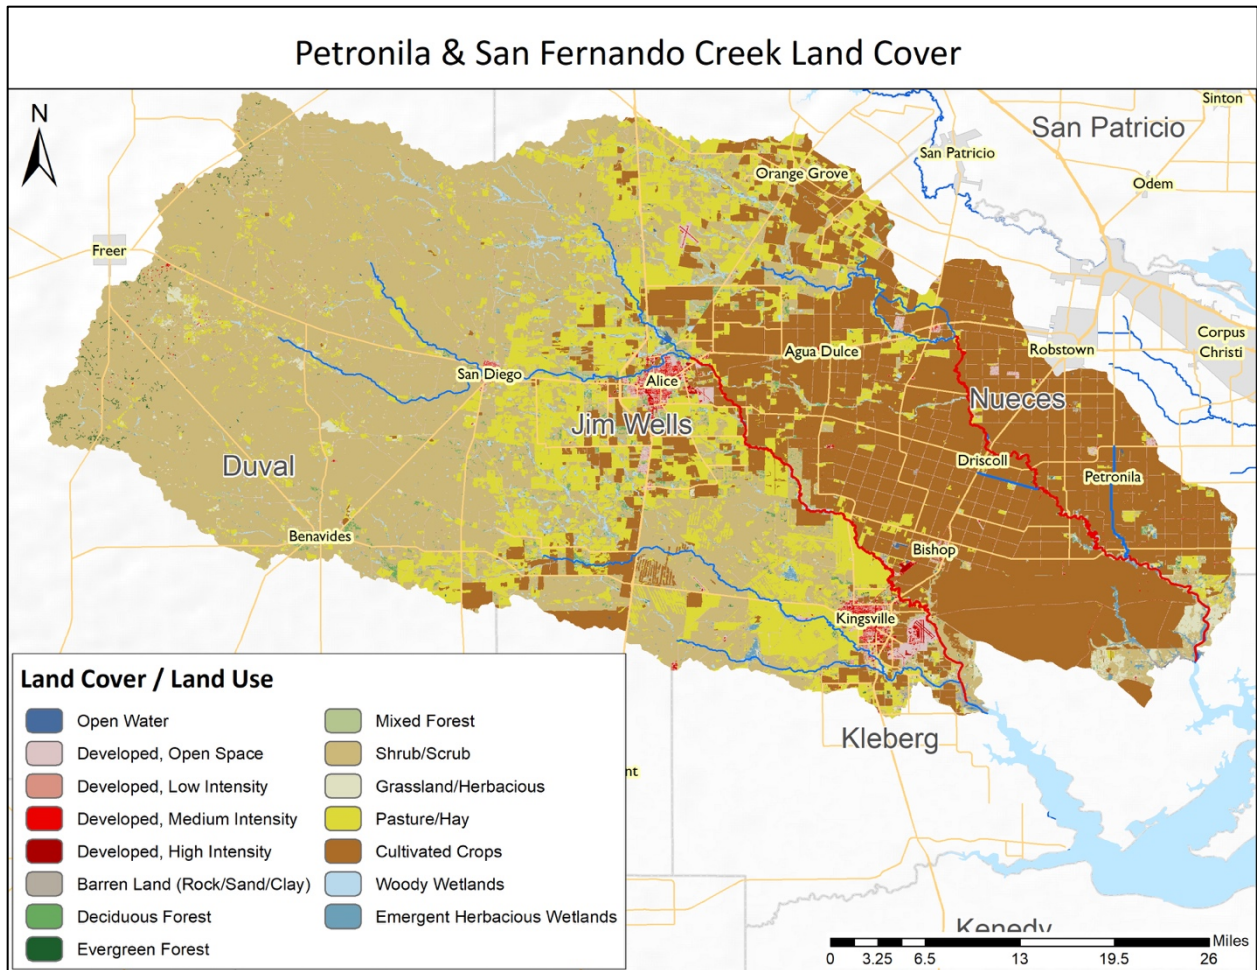 Petronila & San Fernando Creek Land Cover
N
Sinton
San Patricio
San Patricio
Odem
Orange Grove
Freer
Corpus
Christi
Robstown
Agua Dulce
San Diego
Alice
Nueces
Jim Wells
Duval
Driscoll
Petronila
Benavides
Bishop
Kingsville
Kleberg
nt
Kenedy
Land Cover / Land Use
Open Water
Developed, Open Space
Developed, Low Intensity
Developed, Medium Intensity
Developed, High Intensity
Barren Land (Rock/Sand/Clay)
Deciduous Forest
Evergreen Forest
Mixed Forest
Shrub/Scrub
Grassland/Herbacious
Pasture/Hay
Cultivated Crops
Woody Wetlands
Emergent Herbacious Wetlands
Miles
0 3.25 6.5 13 19.5 26